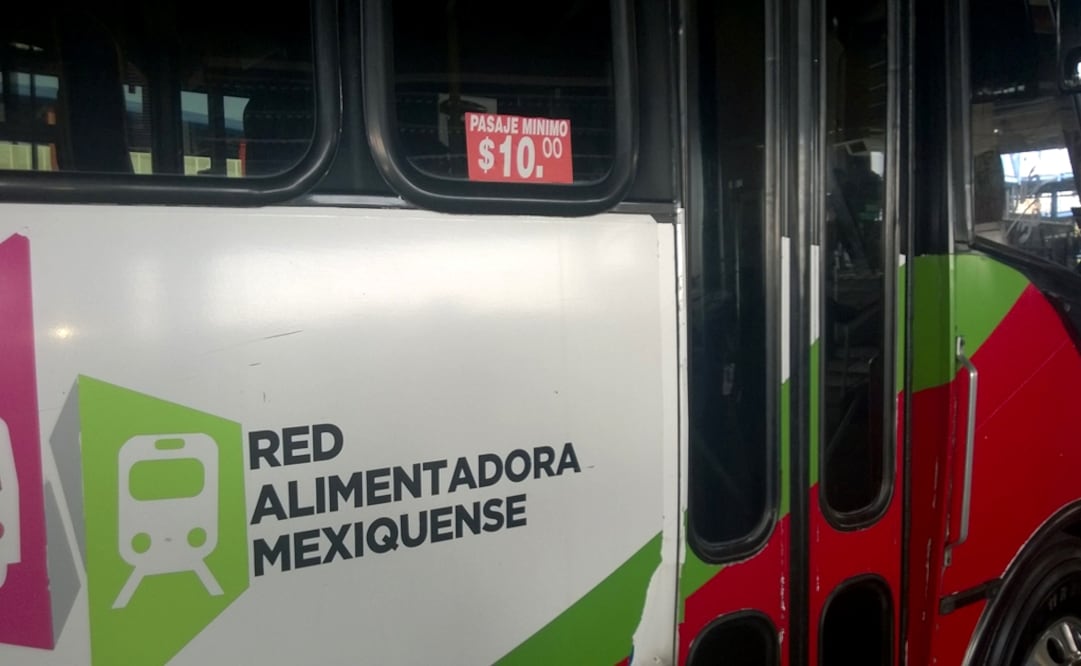 PASAJE MINIMO
$10.00
RED
ALIMENTADORA
MEXIQUENSE